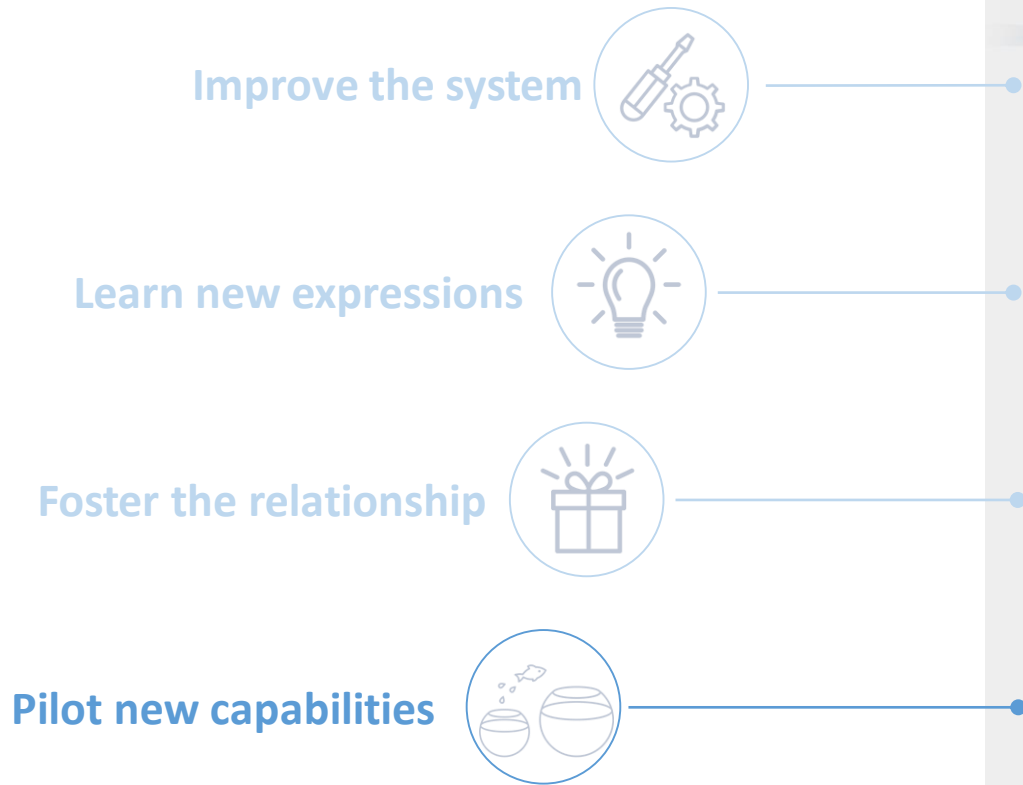 Improve the system
Learn new expressions
Foster the relationship
Pilot new capabilities